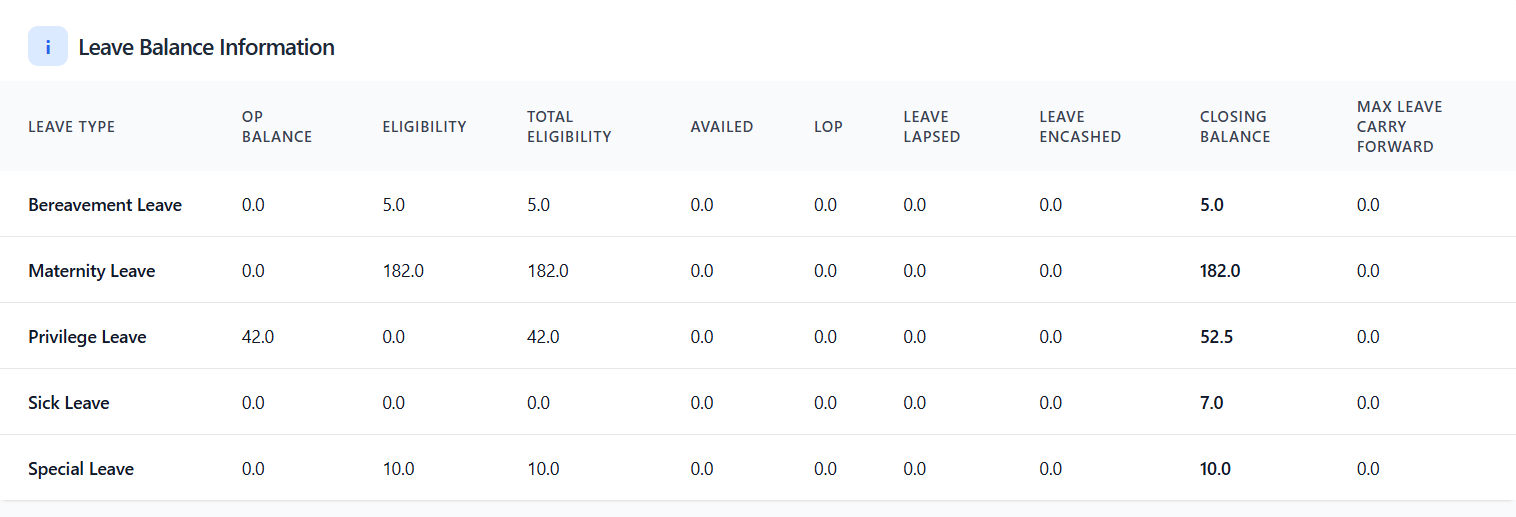 i Leave Balance Information
LEAVE TYPE OP BALANCE ELIGIBILITY TOTAL ELIGIBILITY AVAILED LOP LEAVE LAPSED LEAVE ENCASHED CLOSING BALANCE MAX LEAVE CARRY FORWARD
Bereavement Leave 0.0 5.0 5.0 0.0 0.0 0.0 0.0 5.0 0.0
Maternity Leave 0.0 182.0 182.0 0.0 0.0 0.0 0.0 182.0 0.0
Privilege Leave 42.0 0.0 42.0 0.0 0.0 0.0 0.0 52.5 0.0
Sick Leave 0.0 0.0 0.0 0.0 0.0 0.0 0.0 7.0 0.0
Special Leave 0.0 10.0 10.0 0.0 0.0 0.0 0.0 10.0 0.0